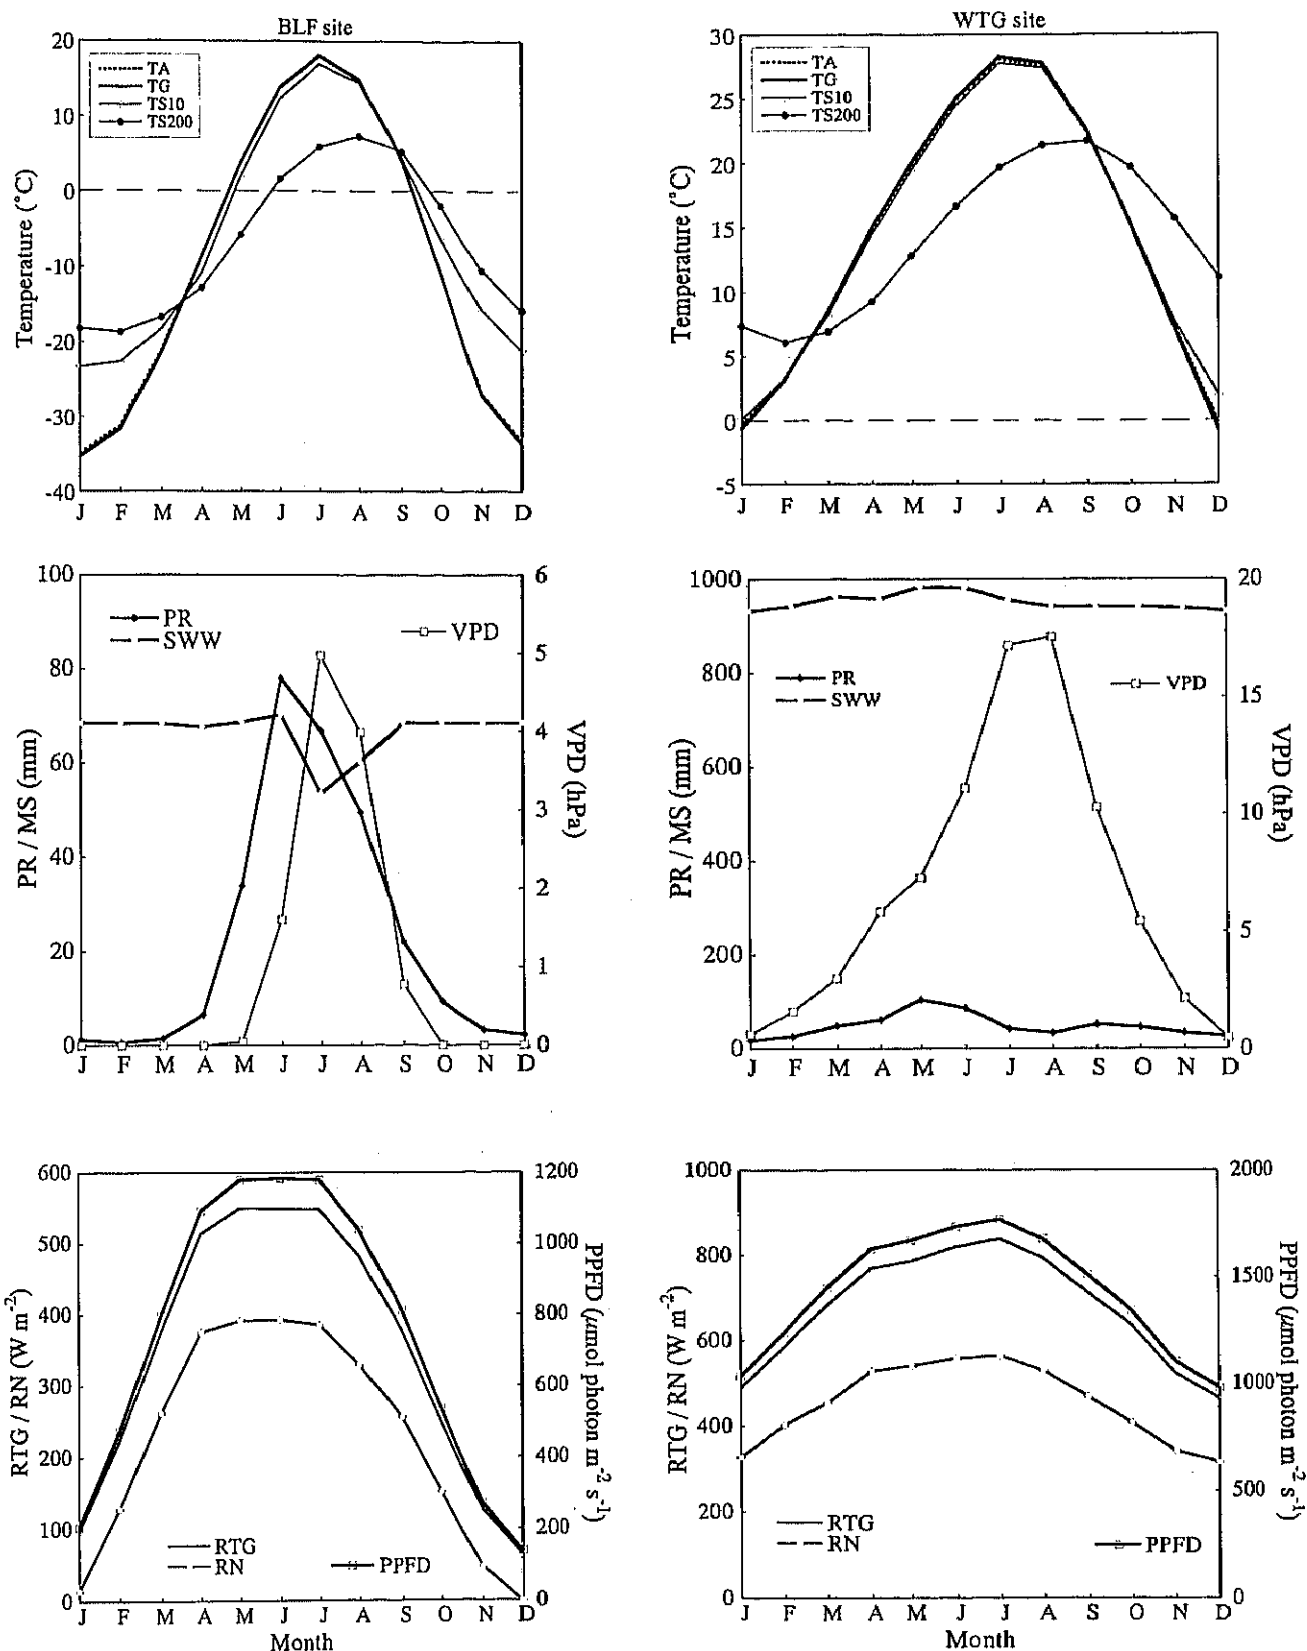 BLF site
20
10
0
-10
-20
-30
-40
Temperature (°C)
TA
TG
TS10
TS200
J F M A M J J A S O N D
WTG site
30
25
20
15
10
5
0
-5
Temperature (°C)
TA
TG
TS10
TS200
J F M A M J J A S O N D
100
80
60
40
20
0
PR / MS (mm)
PR
SWW
VPD
6
5
4
3
2
1
0
VPD (hPa)
J F M A M J J A S O N D
1000
800
600
400
200
0
PR / MS (mm)
PR
SWW
VPD
20
15
10
5
0
VPD (hPa)
J F M A M J J A S O N D
600
500
400
300
200
100
0
RTG / RN (W m⁻²)
RTG
RN
PPFD
1200
1000
800
600
400
200
0
PPFD (μmol photon m⁻² s⁻¹)
J F M A M J J A S O N D
Month
1000
800
600
400
200
0
RTG / RN (W m⁻²)
RTG
RN
PPFD
2000
1500
1000
500
0
PPFD (μmol photon m⁻² s⁻¹)
J F M A M J J A S O N D
Month